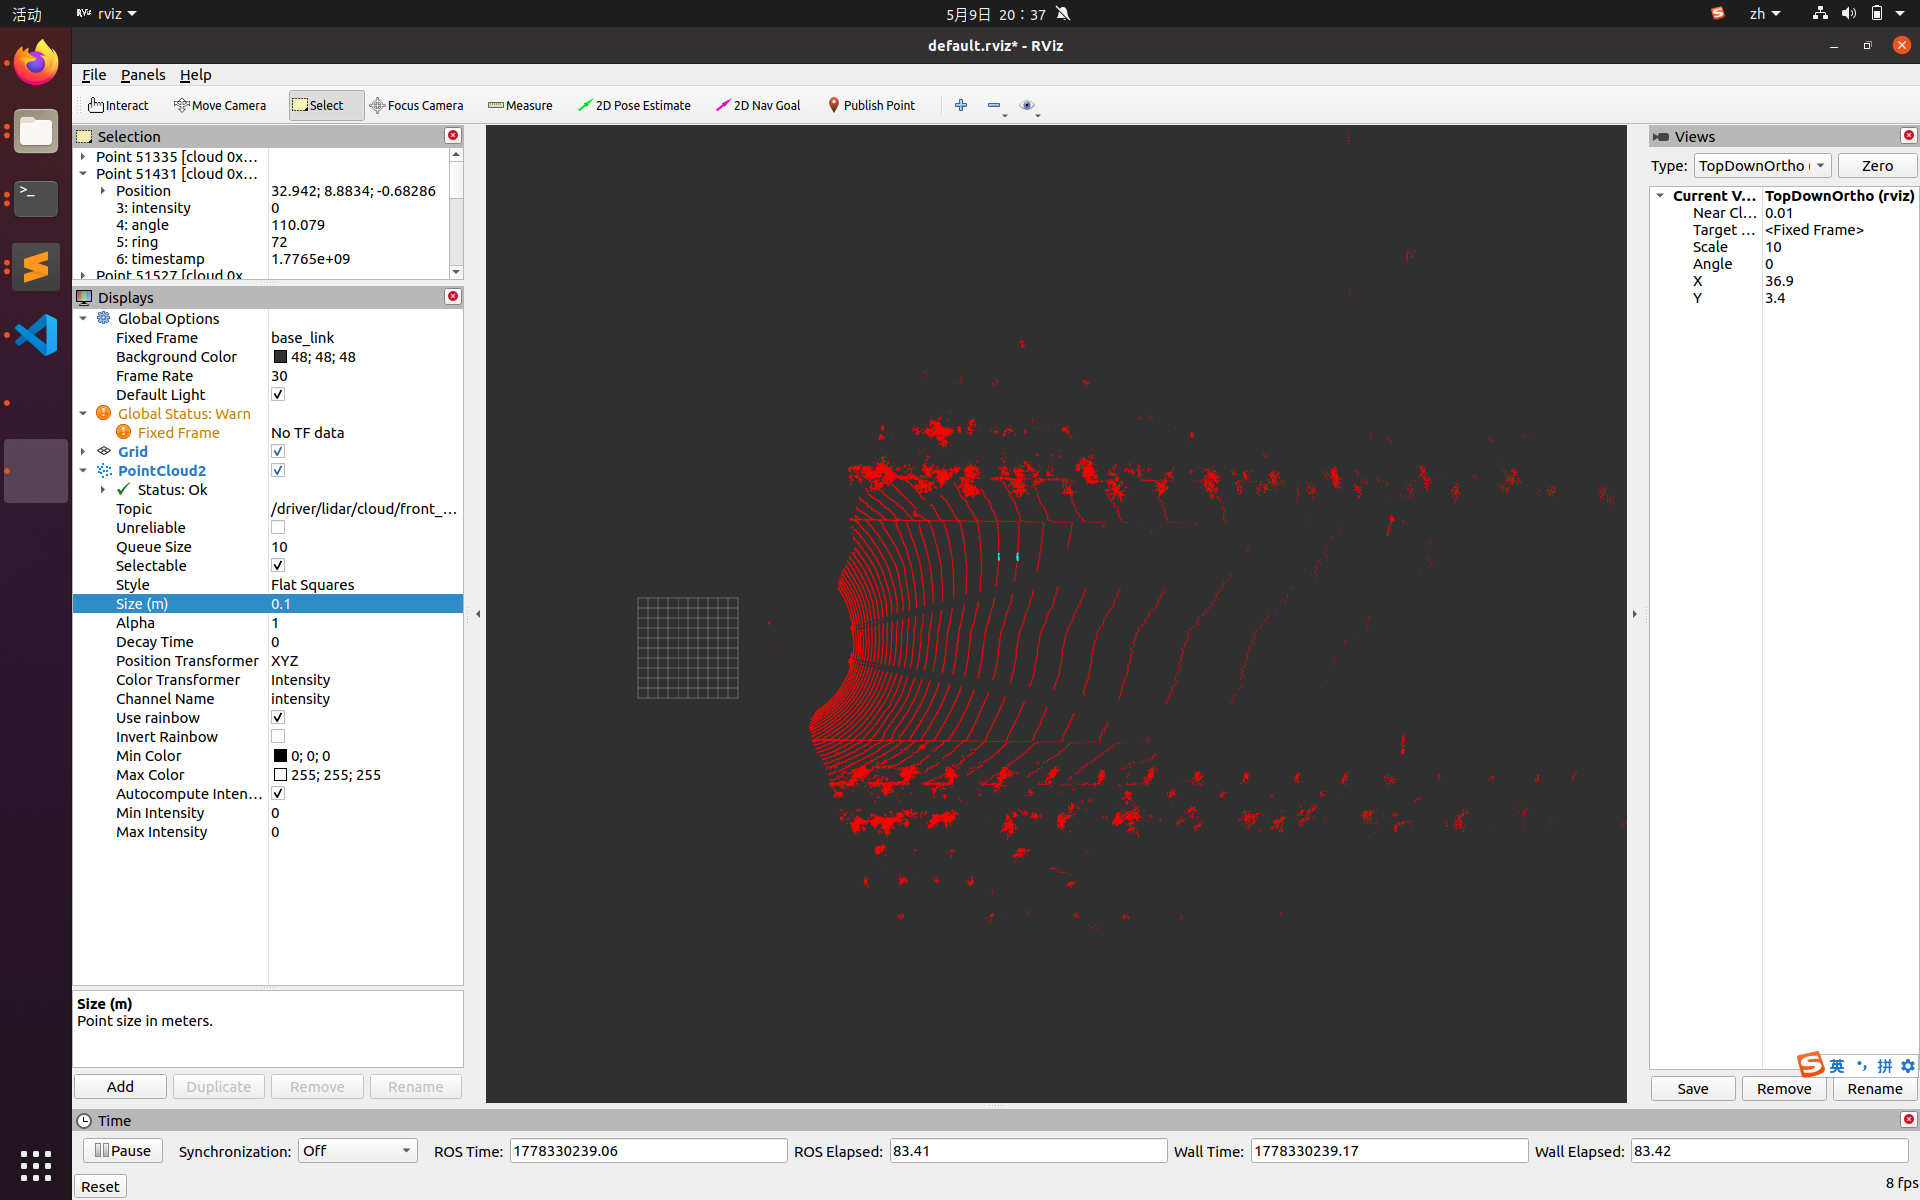 活动
rviz
5月9日 20：37
zh
default.rviz* - RViz
File Panels Help
Interact Move Camera Select Focus Camera Measure 2D Pose Estimate 2D Nav Goal Publish Point
Selection
Point 51335 [cloud 0x…
Point 51431 [cloud 0x…
Position 32.942; 8.8834; -0.68286
3: intensity 0
4: angle 110.079
5: ring 72
6: timestamp 1.7765e+09
Point 51527 [cloud 0x
Displays
Global Options
Fixed Frame base_link
Background Color 48; 48; 48
Frame Rate 30
Default Light
Global Status: Warn
Fixed Frame No TF data
Grid
PointCloud2
Status: Ok
Topic /driver/lidar/cloud/front_…
Unreliable
Queue Size 10
Selectable
Style Flat Squares
Size (m) 0.1
Alpha 1
Decay Time 0
Position Transformer XYZ
Color Transformer Intensity
Channel Name intensity
Use rainbow
Invert Rainbow
Min Color 0; 0; 0
Max Color 255; 255; 255
Autocompute Inten…
Min Intensity 0
Max Intensity 0
Size (m)
Point size in meters.
Add Duplicate Remove Rename
Views
Type: TopDownOrtho ( Zero
Current V… TopDownOrtho (rviz)
Near Cl… 0.01
Target … <Fixed Frame>
Scale 10
Angle 0
X 36.9
Y 3.4
英 拼
Save Remove Rename
Time
Pause Synchronization: Off ROS Time: 1778330239.06 ROS Elapsed: 83.41 Wall Time: 1778330239.17 Wall Elapsed: 83.42
Reset
8 fps